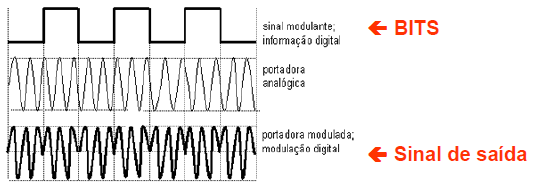 sinal modulante;
informação digital
🡸 BITS
portadora
analógica
portadora modulada;
modulação digital
🡸 Sinal de saída